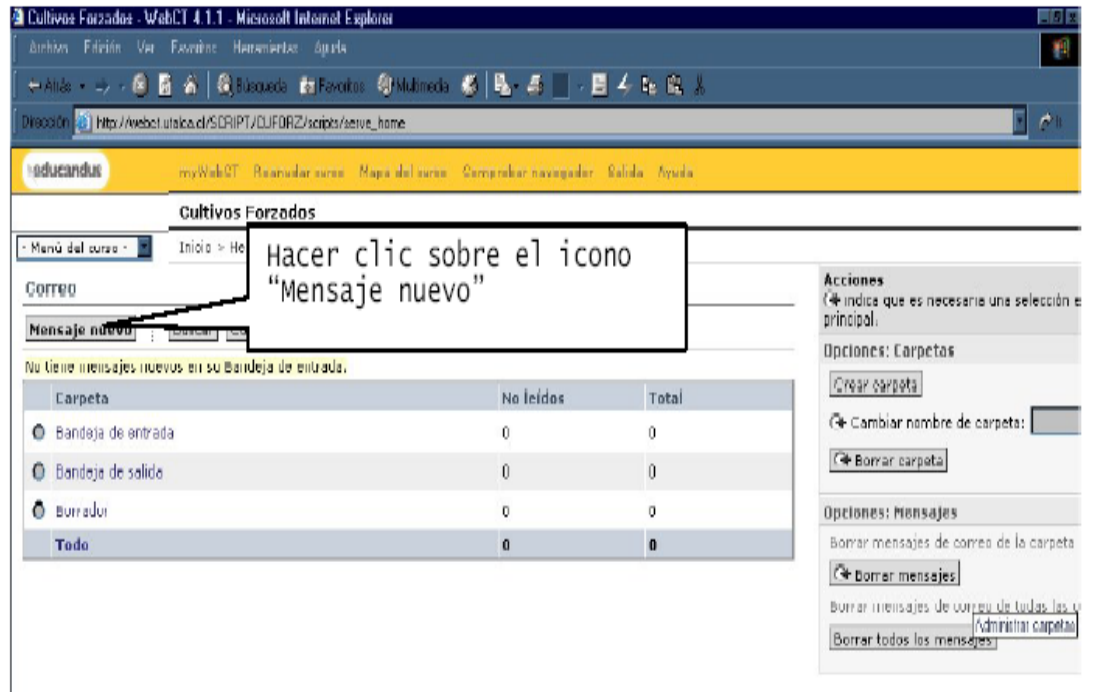 Cultivos Forzados - WebCT 4.1.1 - Microsoft Internet Explorer
Archivo Edición Ver Favoritos Herramientas Ayuda
Atrás Búsqueda Favoritos Multimedia
Dirección http://webct.utalca.cl/SCRIPT/CUFORZ/scripts/serve_home
educandus
myWebCT Reanudar curso Mapa del curso Comprobar navegador Salida Ayuda
Cultivos Forzados
- Menú del curso -
Inicio > He
Hacer clic sobre el icono
“Mensaje nuevo”
Correo
Mensaje nuevo Buscar
No tiene mensajes nuevos en su Bandeja de entrada.
Carpeta No leídos Total
Bandeja de entrada 0 0
Bandeja de salida 0 0
Borrador 0 0
Todo 0 0
Acciones
indica que es necesaria una selección e
principal.
Opciones: Carpetas
Crear carpeta
Cambiar nombre de carpeta:
Borrar carpeta
Opciones: Mensajes
Borrar mensajes de correo de la carpeta
Borrar mensajes
Borrar mensajes de correo de todas las
Administrar carpetas
Borrar todos los mensajes